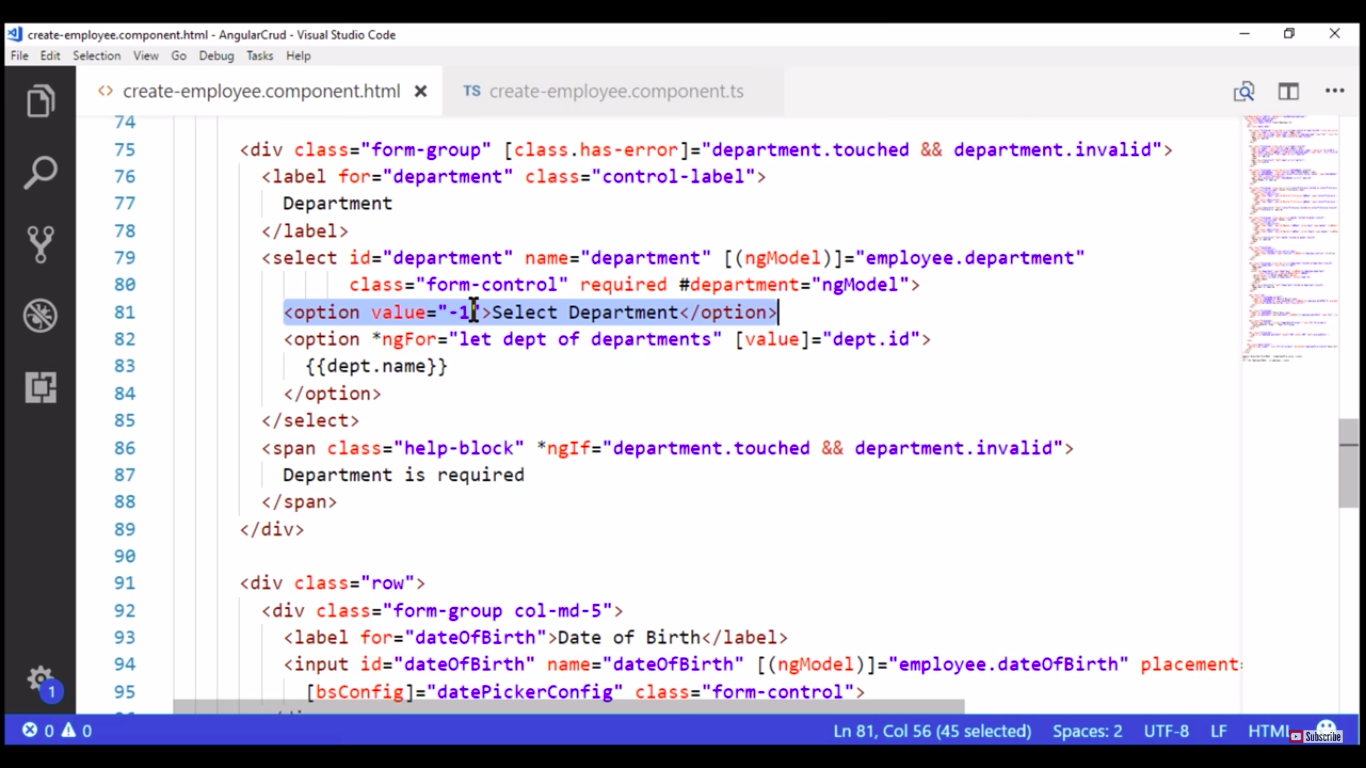 create-employee.component.html - AngularCrud - Visual Studio Code
File Edit Selection View Go Debug Tasks Help
<> create-employee.component.html × TS create-employee.component.ts
74
75 <div class="form-group" [class.has-error]="department.touched && department.invalid">
76 <label for="department" class="control-label">
77 Department
78 </label>
79 <select id="department" name="department" [(ngModel)]="employee.department"
80 class="form-control" required #department="ngModel">
81 <option value="-1">Select Department</option>
82 <option *ngFor="let dept of departments" [value]="dept.id">
83 {{dept.name}}
84 </option>
85 </select>
86 <span class="help-block" *ngIf="department.touched && department.invalid">
87 Department is required
88 </span>
89 </div>
90
91 <div class="row">
92 <div class="form-group col-md-5">
93 <label for="dateOfBirth">Date of Birth</label>
94 <input id="dateOfBirth" name="dateOfBirth" [(ngModel)]="employee.dateOfBirth" placement=
95 [bsConfig]="datePickerConfig" class="form-control">
1
0 0 Ln 81, Col 56 (45 selected) Spaces: 2 UTF-8 LF HTML Subscribe